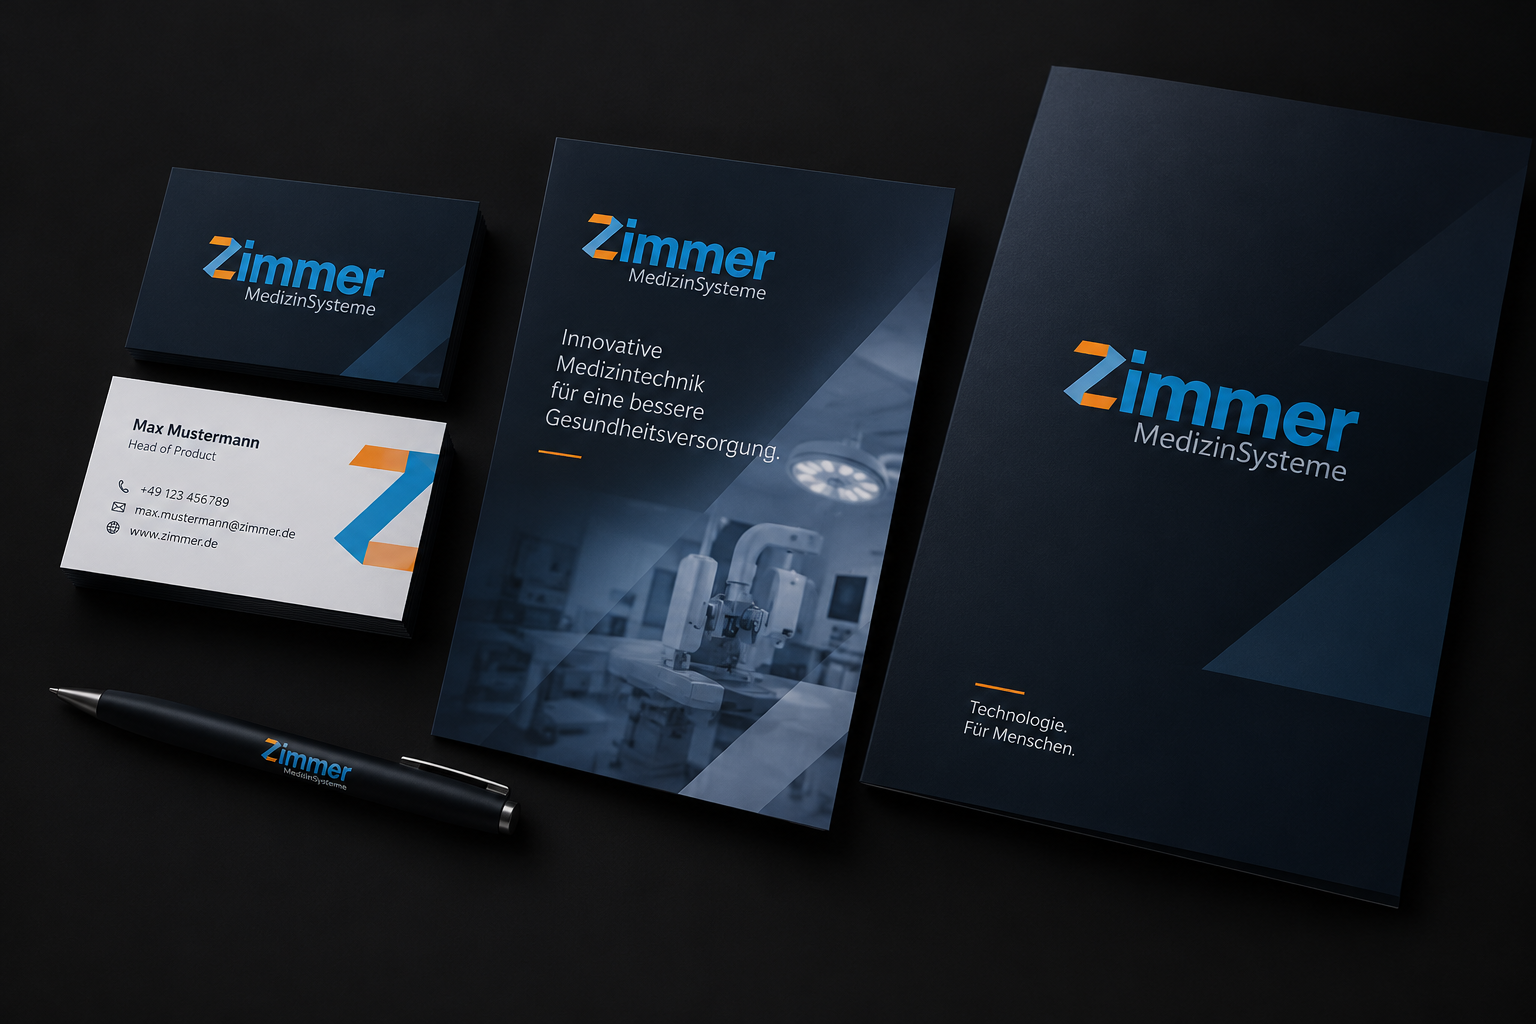 Zimmer
MedizinSysteme
Max Mustermann
Head of Product
+49 123 456789
max.mustermann@zimmer.de
www.zimmer.de
Zimmer
MedizinSysteme
Zimmer
MedizinSysteme
Innovative
Medizintechnik
für eine bessere
Gesundheitsversorgung.
Zimmer
MedizinSysteme
Technologie.
Für Menschen.